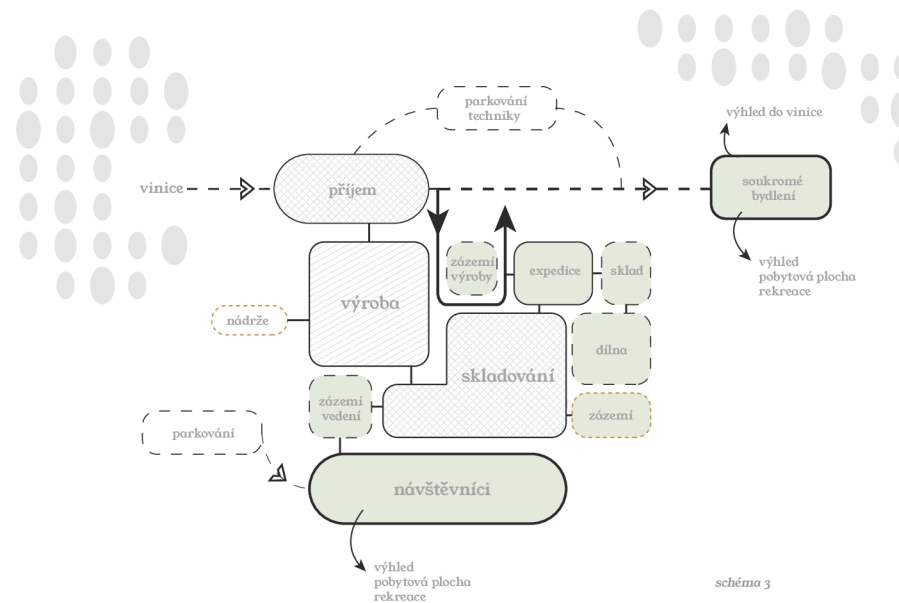 parkování
techniky
výhled do vinice
vinice
příjem
soukromé
bydlení
zázemí
výroby
expedice
sklad
výhled
pobytová plocha
rekreace
výroba
nádrže
dílna
skladování
zázemí
vedení
zázemí
parkování
návštěvníci
výhled
pobytová plocha
rekreace
schéma 3